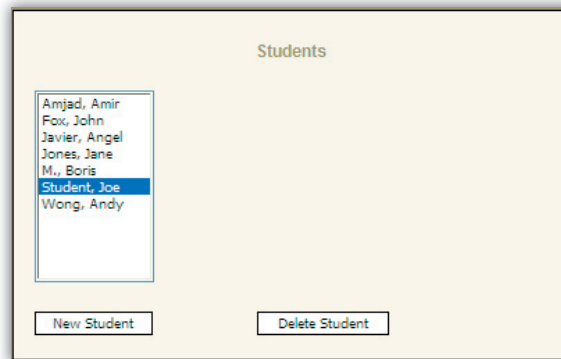 Students
Amjad, Amir
Fox, John
Javier, Angel
Jones, Jane
M., Boris
Student, Joe
Wong, Andy
New Student
Delete Student